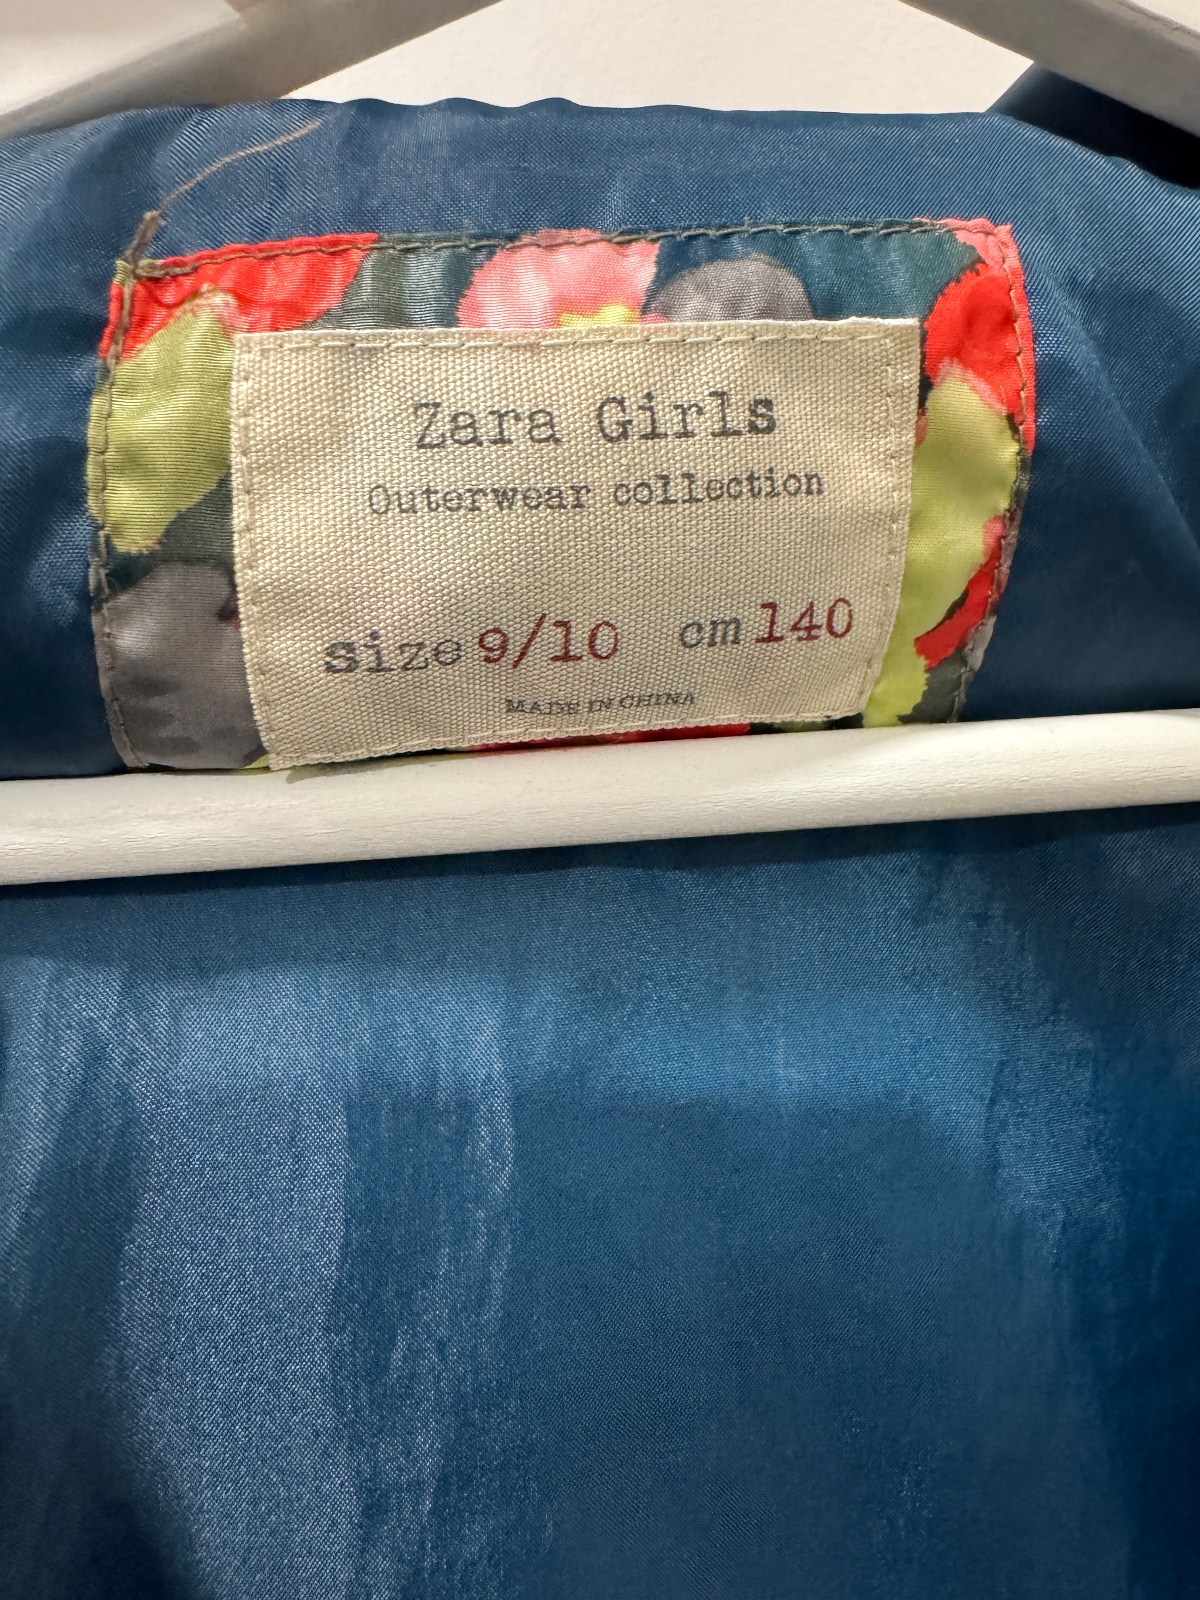 Zara Girls
Outerwear collection
Size 9/10 cm 140
MADE IN CHINA